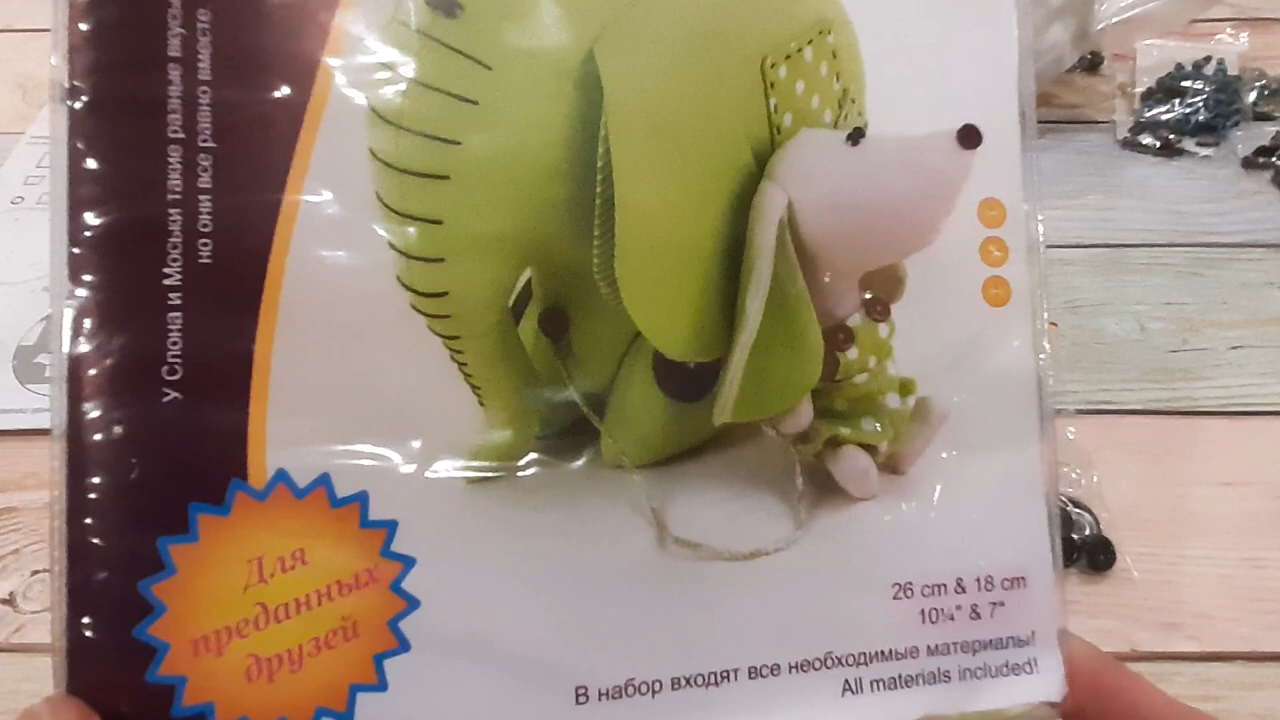 У Слона и Моськи такие разные вкусы
но они все равно вместе
Для
преданных
друзей
26 cm & 18 cm
10¼" & 7"
В набор входят все необходимые материалы!
All materials included!